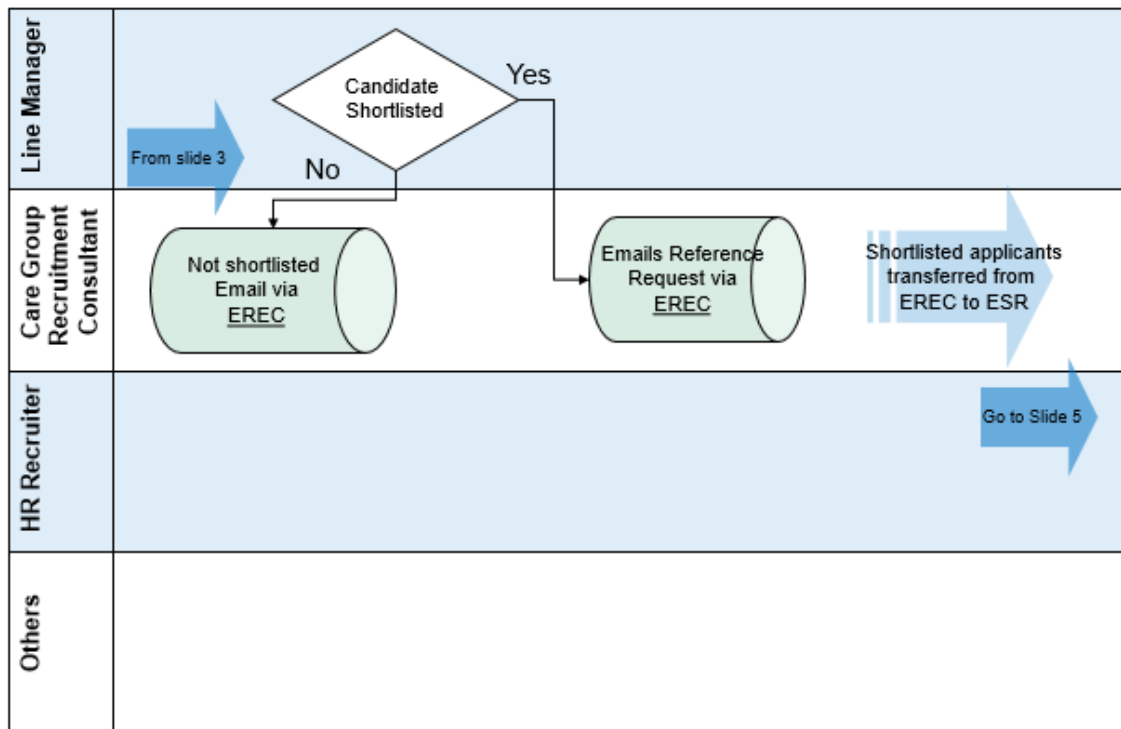 Line Manager
From slide 3
Candidate
Shortlisted
Yes
No
Care Group
Recruitment
Consultant
Not shortlisted
Email via
EREC
Emails Reference
Request via
EREC
Shortlisted applicants
transferred from
EREC to ESR
HR Recruiter
Go to Slide 5
Others